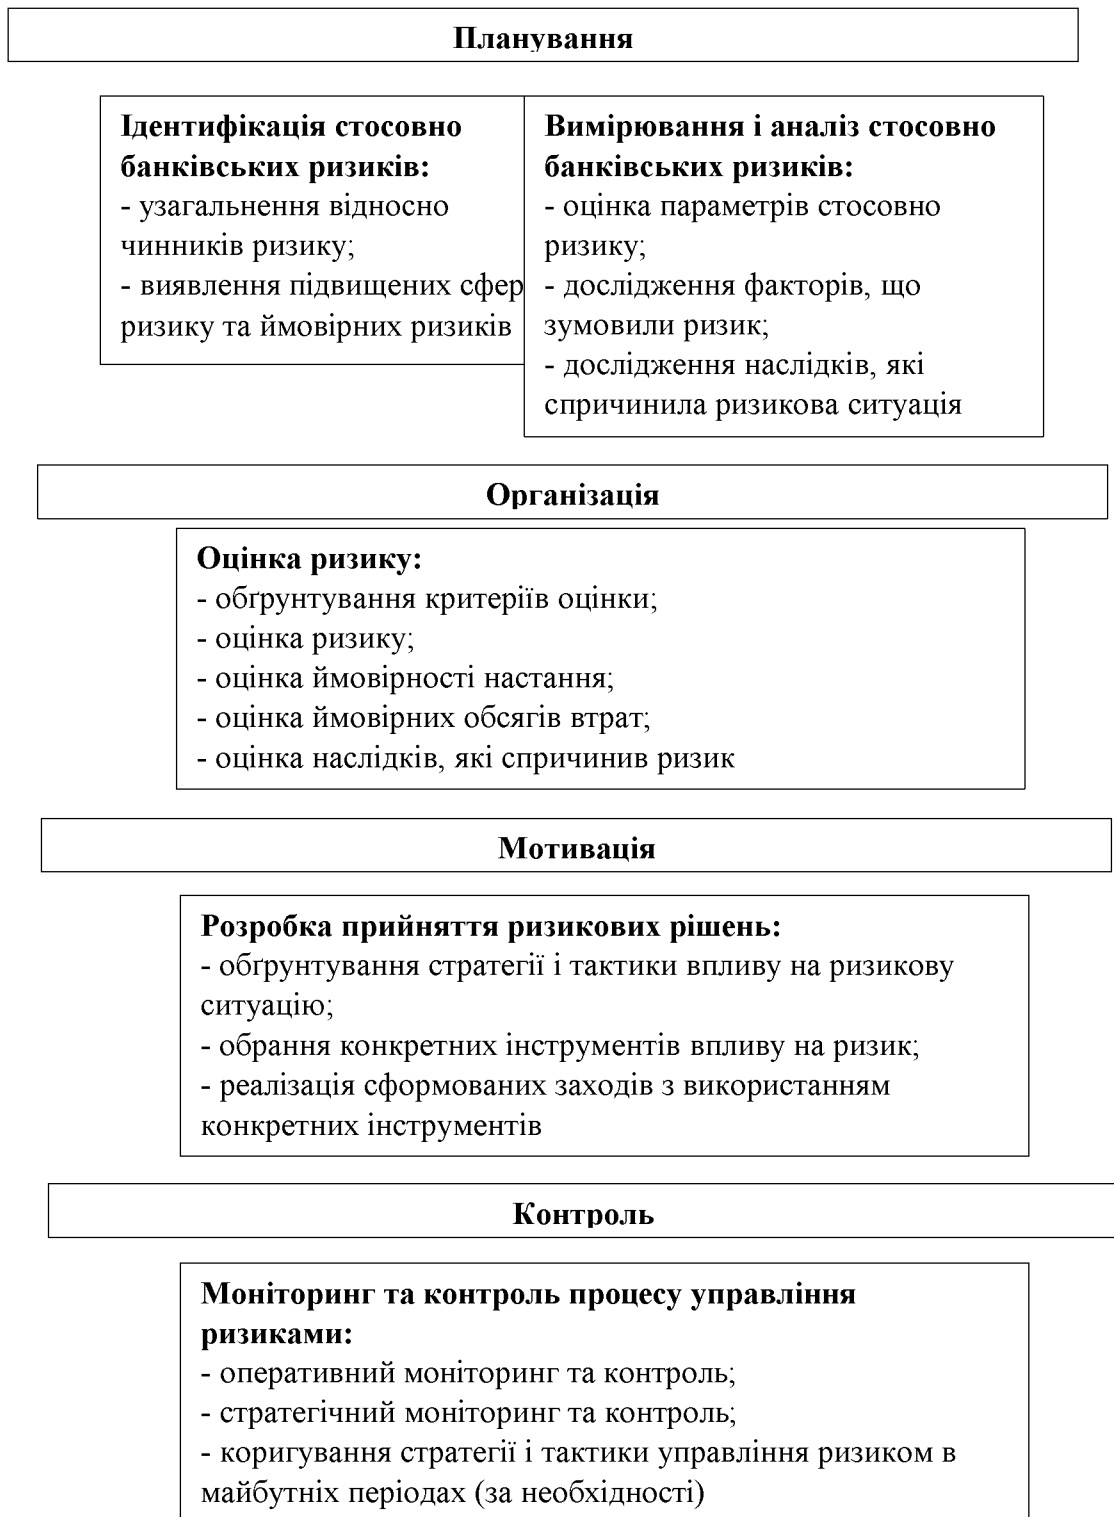 Планування
Ідентифікація стосовно
банківських ризиків:
- узагальнення відносно
чинників ризику;
- виявлення підвищених сфер
ризику та ймовірних ризиків
Вимірювання і аналіз стосовно
банківських ризиків:
- оцінка параметрів стосовно
ризику;
- дослідження факторів, що
зумовили ризик;
- дослідження наслідків, які
спричинила ризикова ситуація
Організація
Оцінка ризику:
- обґрунтування критеріїв оцінки;
- оцінка ризику;
- оцінка ймовірності настання;
- оцінка ймовірних обсягів втрат;
- оцінка наслідків, які спричинив ризик
Мотивація
Розробка прийняття ризикових рішень:
- обґрунтування стратегії і тактики впливу на ризикову
ситуацію;
- обрання конкретних інструментів впливу на ризик;
- реалізація сформованих заходів з використанням
конкретних інструментів
Контроль
Моніторинг та контроль процесу управління
ризиками:
- оперативний моніторинг та контроль;
- стратегічний моніторинг та контроль;
- коригування стратегії і тактики управління ризиком в
майбутніх періодах (за необхідності)